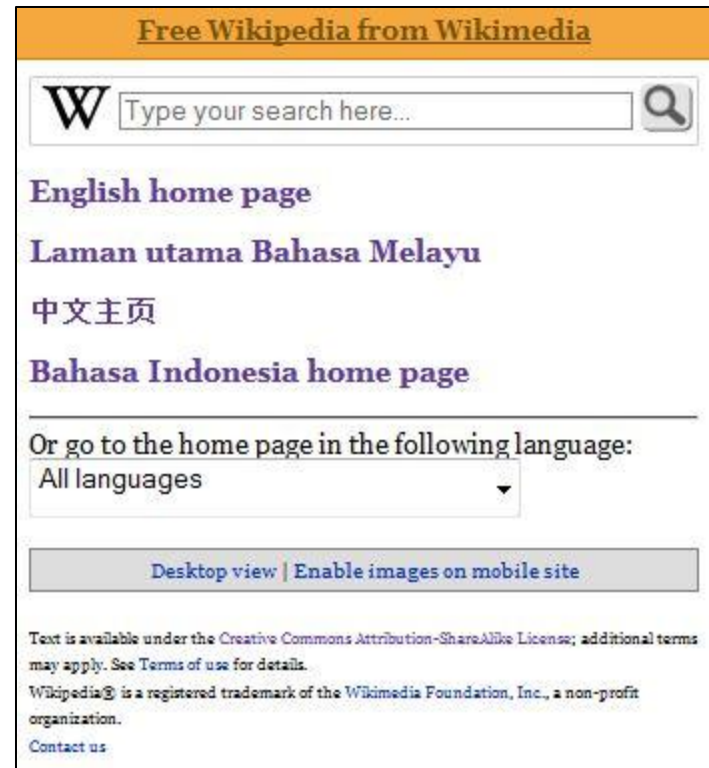 Free Wikipedia from Wikimedia
W Type your search here...
English home page
Laman utama Bahasa Melayu
中文主页
Bahasa Indonesia home page
Or go to the home page in the following language:
All languages
Desktop view | Enable images on mobile site
Text is available under the Creative Commons Attribution-ShareAlike License; additional terms
may apply. See Terms of use for details.
Wikipedia® is a registered trademark of the Wikimedia Foundation, Inc., a non-profit
organization.
Contact us